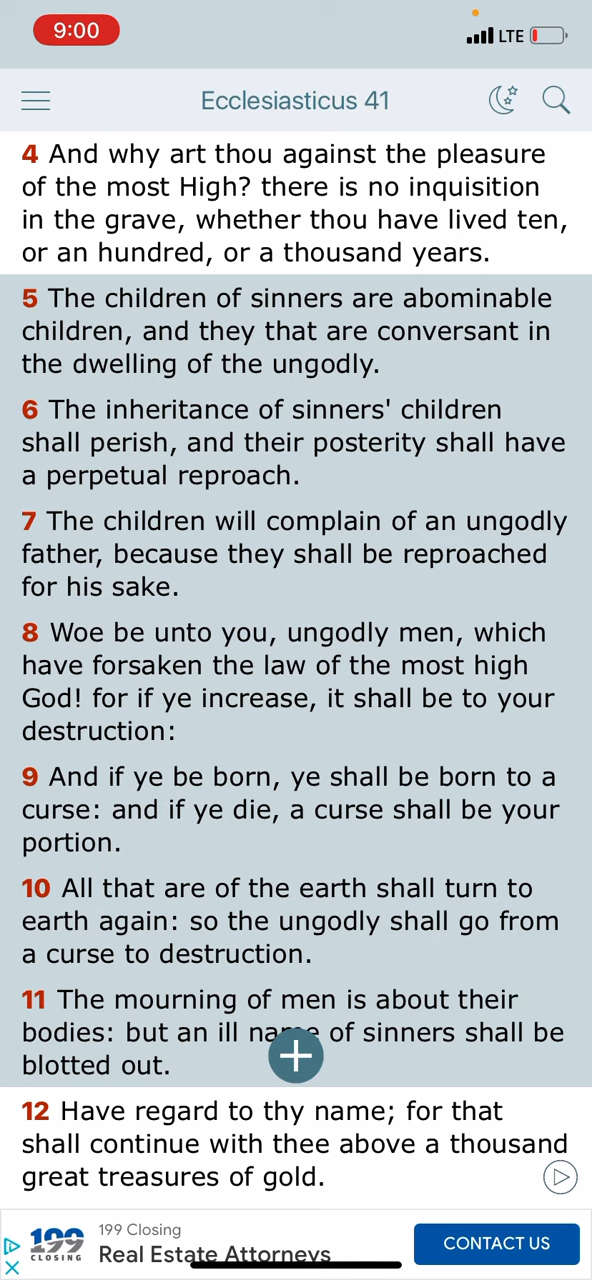 9:00
LTE
Ecclesiasticus 41
4 And why art thou against the pleasure
of the most High? there is no inquisition
in the grave, whether thou have lived ten,
or an hundred, or a thousand years.
5 The children of sinners are abominable
children, and they that are conversant in
the dwelling of the ungodly.
6 The inheritance of sinners' children
shall perish, and their posterity shall have
a perpetual reproach.
7 The children will complain of an ungodly
father, because they shall be reproached
for his sake.
8 Woe be unto you, ungodly men, which
have forsaken the law of the most high
God! for if ye increase, it shall be to your
destruction:
9 And if ye be born, ye shall be born to a
curse: and if ye die, a curse shall be your
portion.
10 All that are of the earth shall turn to
earth again: so the ungodly shall go from
a curse to destruction.
11 The mourning of men is about their
bodies: but an ill name of sinners shall be
blotted out.
12 Have regard to thy name; for that
shall continue with thee above a thousand
great treasures of gold.
199
CLOSING
199 Closing
Real Estate Attorneys
CONTACT US